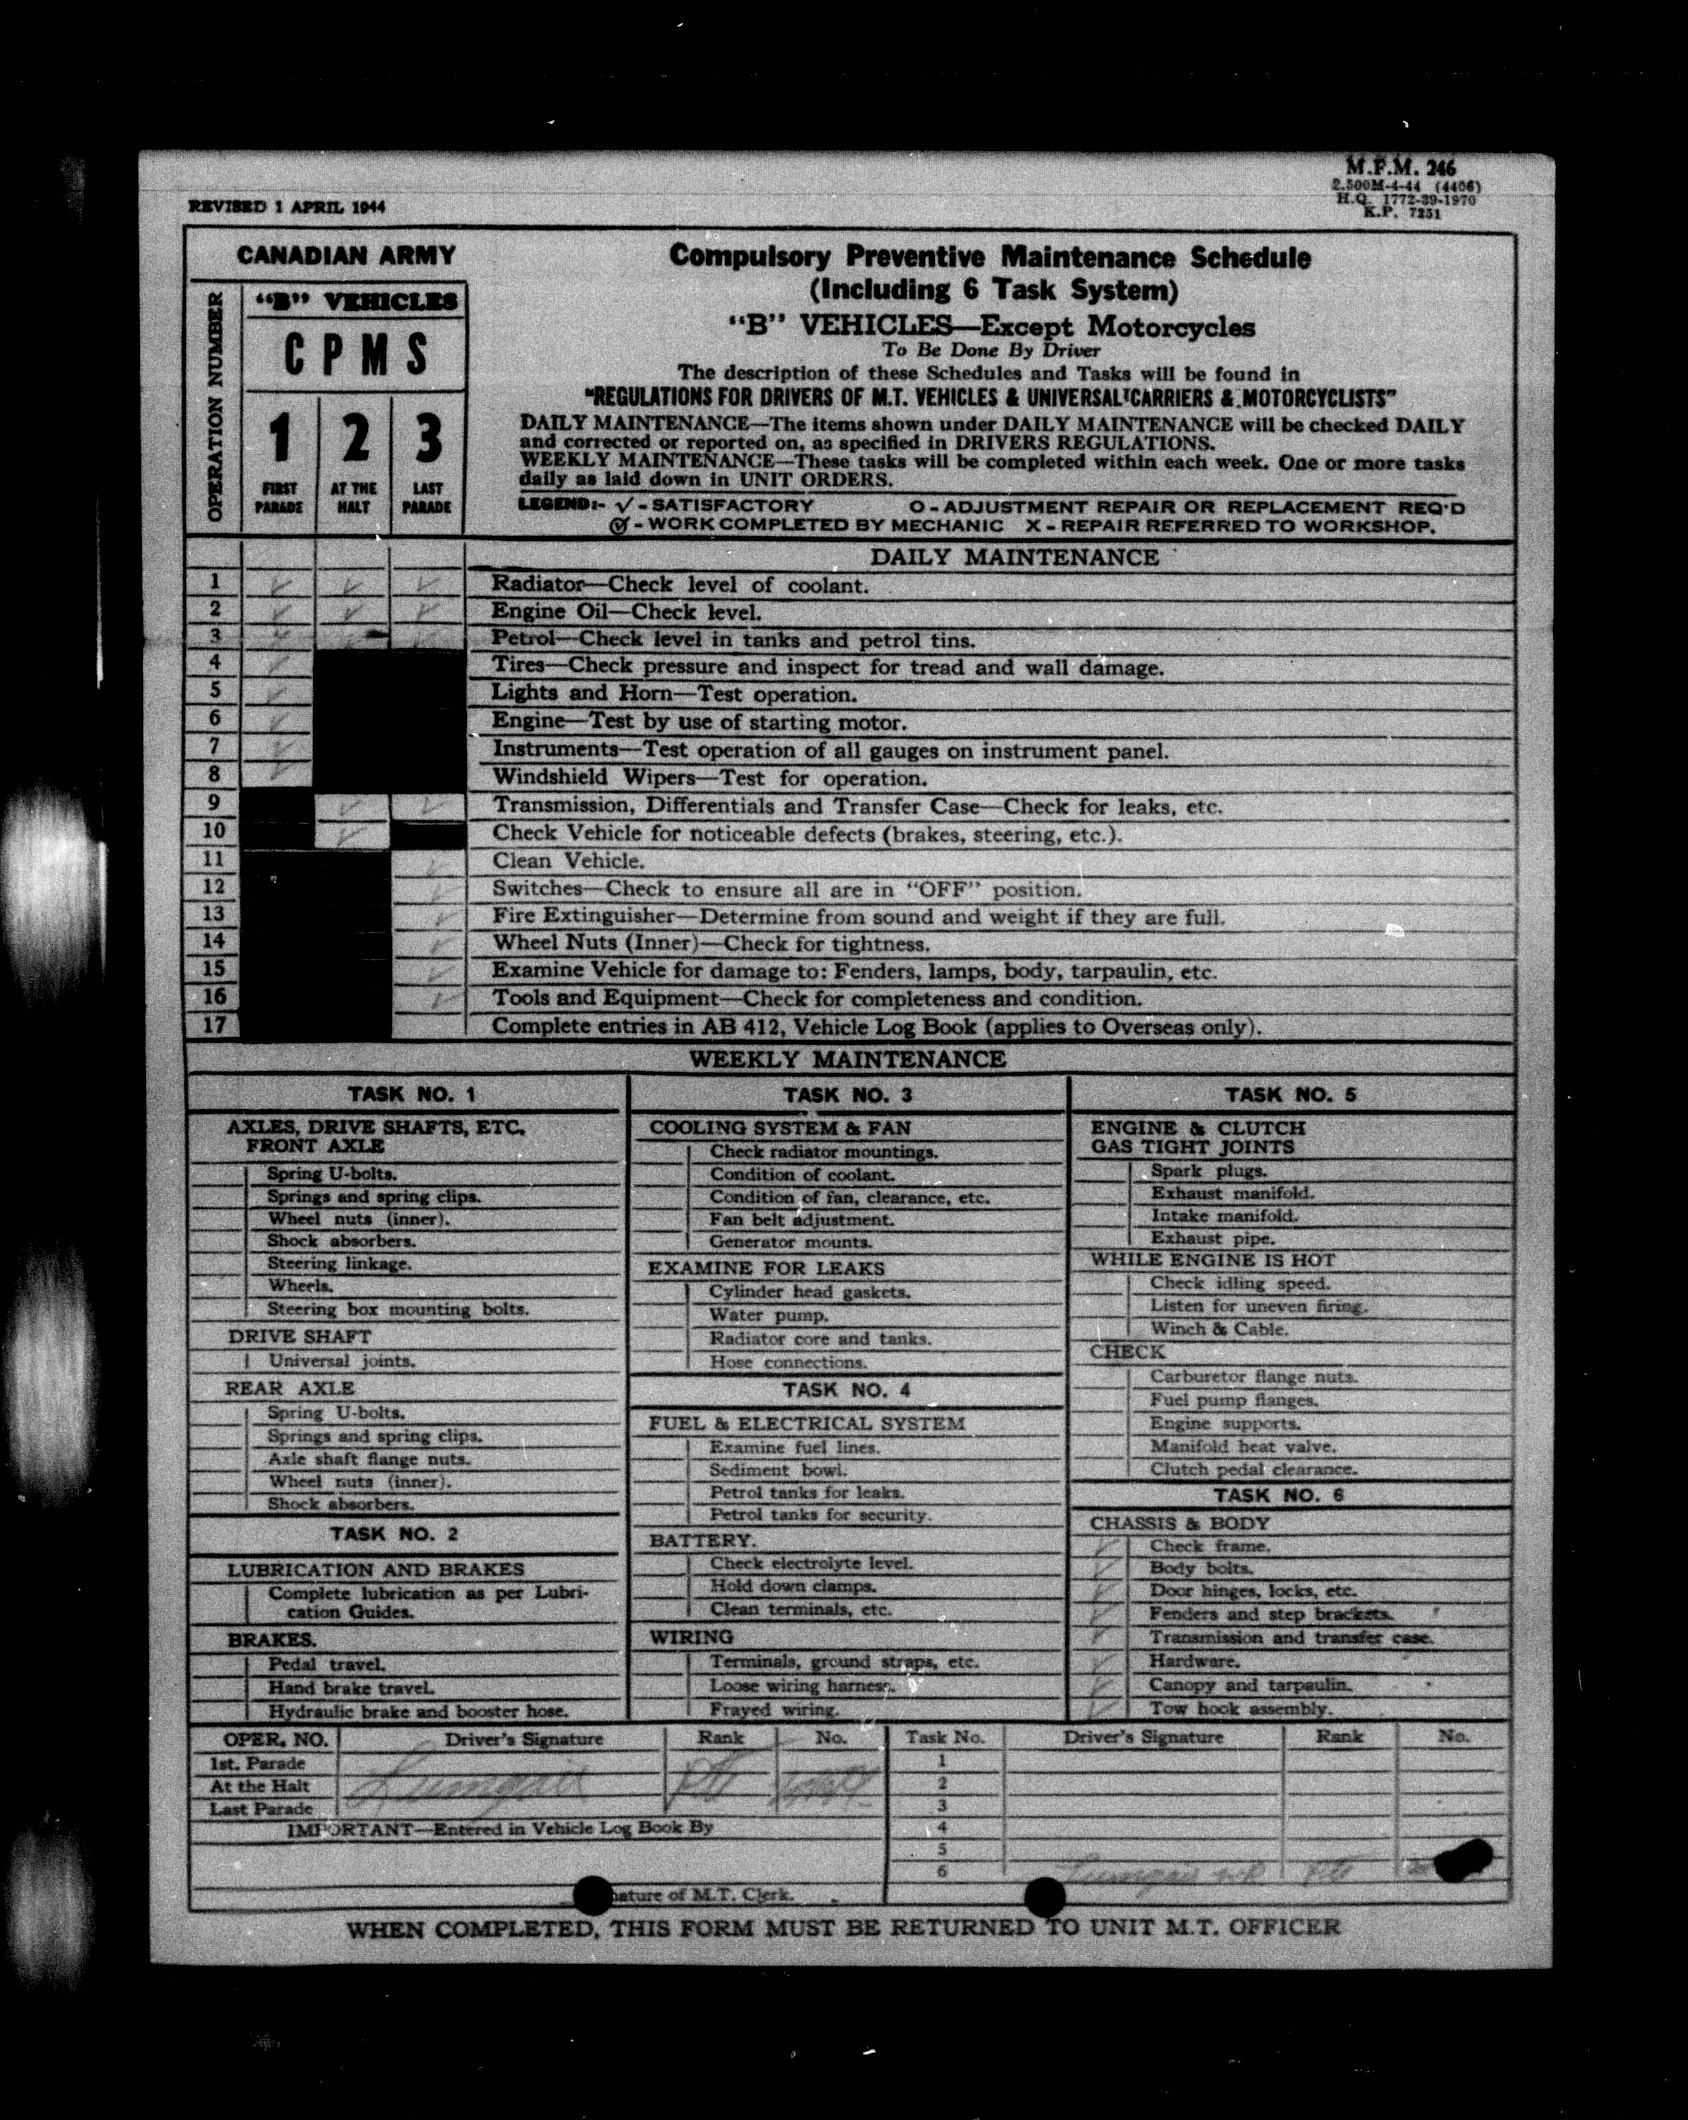 M.F.M. 246
2.500M-4-44 (4406)
H.Q. 1772-39-1970
K.P. 7251
REVISED 1 APRIL 1944
CANADIAN ARMY
OPERATION NUMBER
"B" VEHICLES
CPMS
1 2 3
FIRST PARADE AT THE HALT LAST PARADE
Compulsory Preventive Maintenance Schedule
(Including 6 Task System)
"B" VEHICLES—Except Motorcycles
To Be Done By Driver
The description of these Schedules and Tasks will be found in
"REGULATIONS FOR DRIVERS OF M.T. VEHICLES & UNIVERSAL CARRIERS & MOTORCYCLISTS"
DAILY MAINTENANCE—The items shown under DAILY MAINTENANCE will be checked DAILY
and corrected or reported on, as specified in DRIVERS REGULATIONS.
WEEKLY MAINTENANCE—These tasks will be completed within each week. One or more tasks
daily as laid down in UNIT ORDERS.
LEGEND:- ✓ - SATISFACTORY O - ADJUSTMENT REPAIR OR REPLACEMENT REQ'D
Ⓥ - WORK COMPLETED BY MECHANIC X - REPAIR REFERRED TO WORKSHOP.
DAILY MAINTENANCE
1 ✓ ✓ ✓ Radiator—Check level of coolant.
2 ✓ ✓ ✓ Engine Oil—Check level.
3 ✓ ✓ ✓ Petrol—Check level in tanks and petrol tins.
4 ✓ Tires—Check pressure and inspect for tread and wall damage.
5 ✓ Lights and Horn—Test operation.
6 ✓ Engine—Test by use of starting motor.
7 ✓ Instruments—Test operation of all gauges on instrument panel.
8 ✓ Windshield Wipers—Test for operation.
9 ✓ ✓ Transmission, Differentials and Transfer Case—Check for leaks, etc.
10 ✓ Check Vehicle for noticeable defects (brakes, steering, etc.).
11 ✓ Clean Vehicle.
12 ✓ Switches—Check to ensure all are in "OFF" position.
13 ✓ Fire Extinguisher—Determine from sound and weight if they are full.
14 ✓ Wheel Nuts (Inner)—Check for tightness.
15 ✓ Examine Vehicle for damage to: Fenders, lamps, body, tarpaulin, etc.
16 ✓ Tools and Equipment—Check for completeness and condition.
17 Complete entries in AB 412, Vehicle Log Book (applies to Overseas only).
WEEKLY MAINTENANCE
TASK NO. 1
AXLES, DRIVE SHAFTS, ETC.
FRONT AXLE
Spring U-bolts.
Springs and spring clips.
Wheel nuts (inner).
Shock absorbers.
Steering linkage.
Wheels.
Steering box mounting bolts.
DRIVE SHAFT
Universal joints.
REAR AXLE
Spring U-bolts.
Springs and spring clips.
Axle shaft flange nuts.
Wheel nuts (inner).
Shock absorbers.
TASK NO. 2
LUBRICATION AND BRAKES
Complete lubrication as per Lubri-
cation Guides.
BRAKES.
Pedal travel.
Hand brake travel.
Hydraulic brake and booster hose.
TASK NO. 3
COOLING SYSTEM & FAN
Check radiator mountings.
Condition of coolant.
Condition of fan, clearance, etc.
Fan belt adjustment.
Generator mounts.
EXAMINE FOR LEAKS
Cylinder head gaskets.
Water pump.
Radiator core and tanks.
Hose connections.
TASK NO. 4
FUEL & ELECTRICAL SYSTEM
Examine fuel lines.
Sediment bowl.
Petrol tanks for leaks.
Petrol tanks for security.
BATTERY.
Check electrolyte level.
Hold down clamps.
Clean terminals, etc.
WIRING
Terminals, ground straps, etc.
Loose wiring harness.
Frayed wiring.
TASK NO. 5
ENGINE & CLUTCH
GAS TIGHT JOINTS
Spark plugs.
Exhaust manifold.
Intake manifold.
Exhaust pipe.
WHILE ENGINE IS HOT
Check idling speed.
Listen for uneven firing.
Winch & Cable.
CHECK
Carburetor flange nuts.
Fuel pump flanges.
Engine supports.
Manifold heat valve.
Clutch pedal clearance.
TASK NO. 6
CHASSIS & BODY
✓ Check frame.
✓ Body bolts.
✓ Door hinges, locks, etc.
✓ Fenders and step brackets.
✓ Transmission and transfer case.
✓ Hardware.
✓ Canopy and tarpaulin.
✓ Tow hook assembly.
OPER. NO. Driver's Signature Rank No.
1st. Parade
At the Halt Pte
Last Parade
IMPORTANT—Entered in Vehicle Log Book By
ature of M.T. Clerk.
Task No. Driver's Signature Rank No.
1
2
3
4
5
6 Pte
WHEN COMPLETED, THIS FORM MUST BE RETURNED TO UNIT M.T. OFFICER